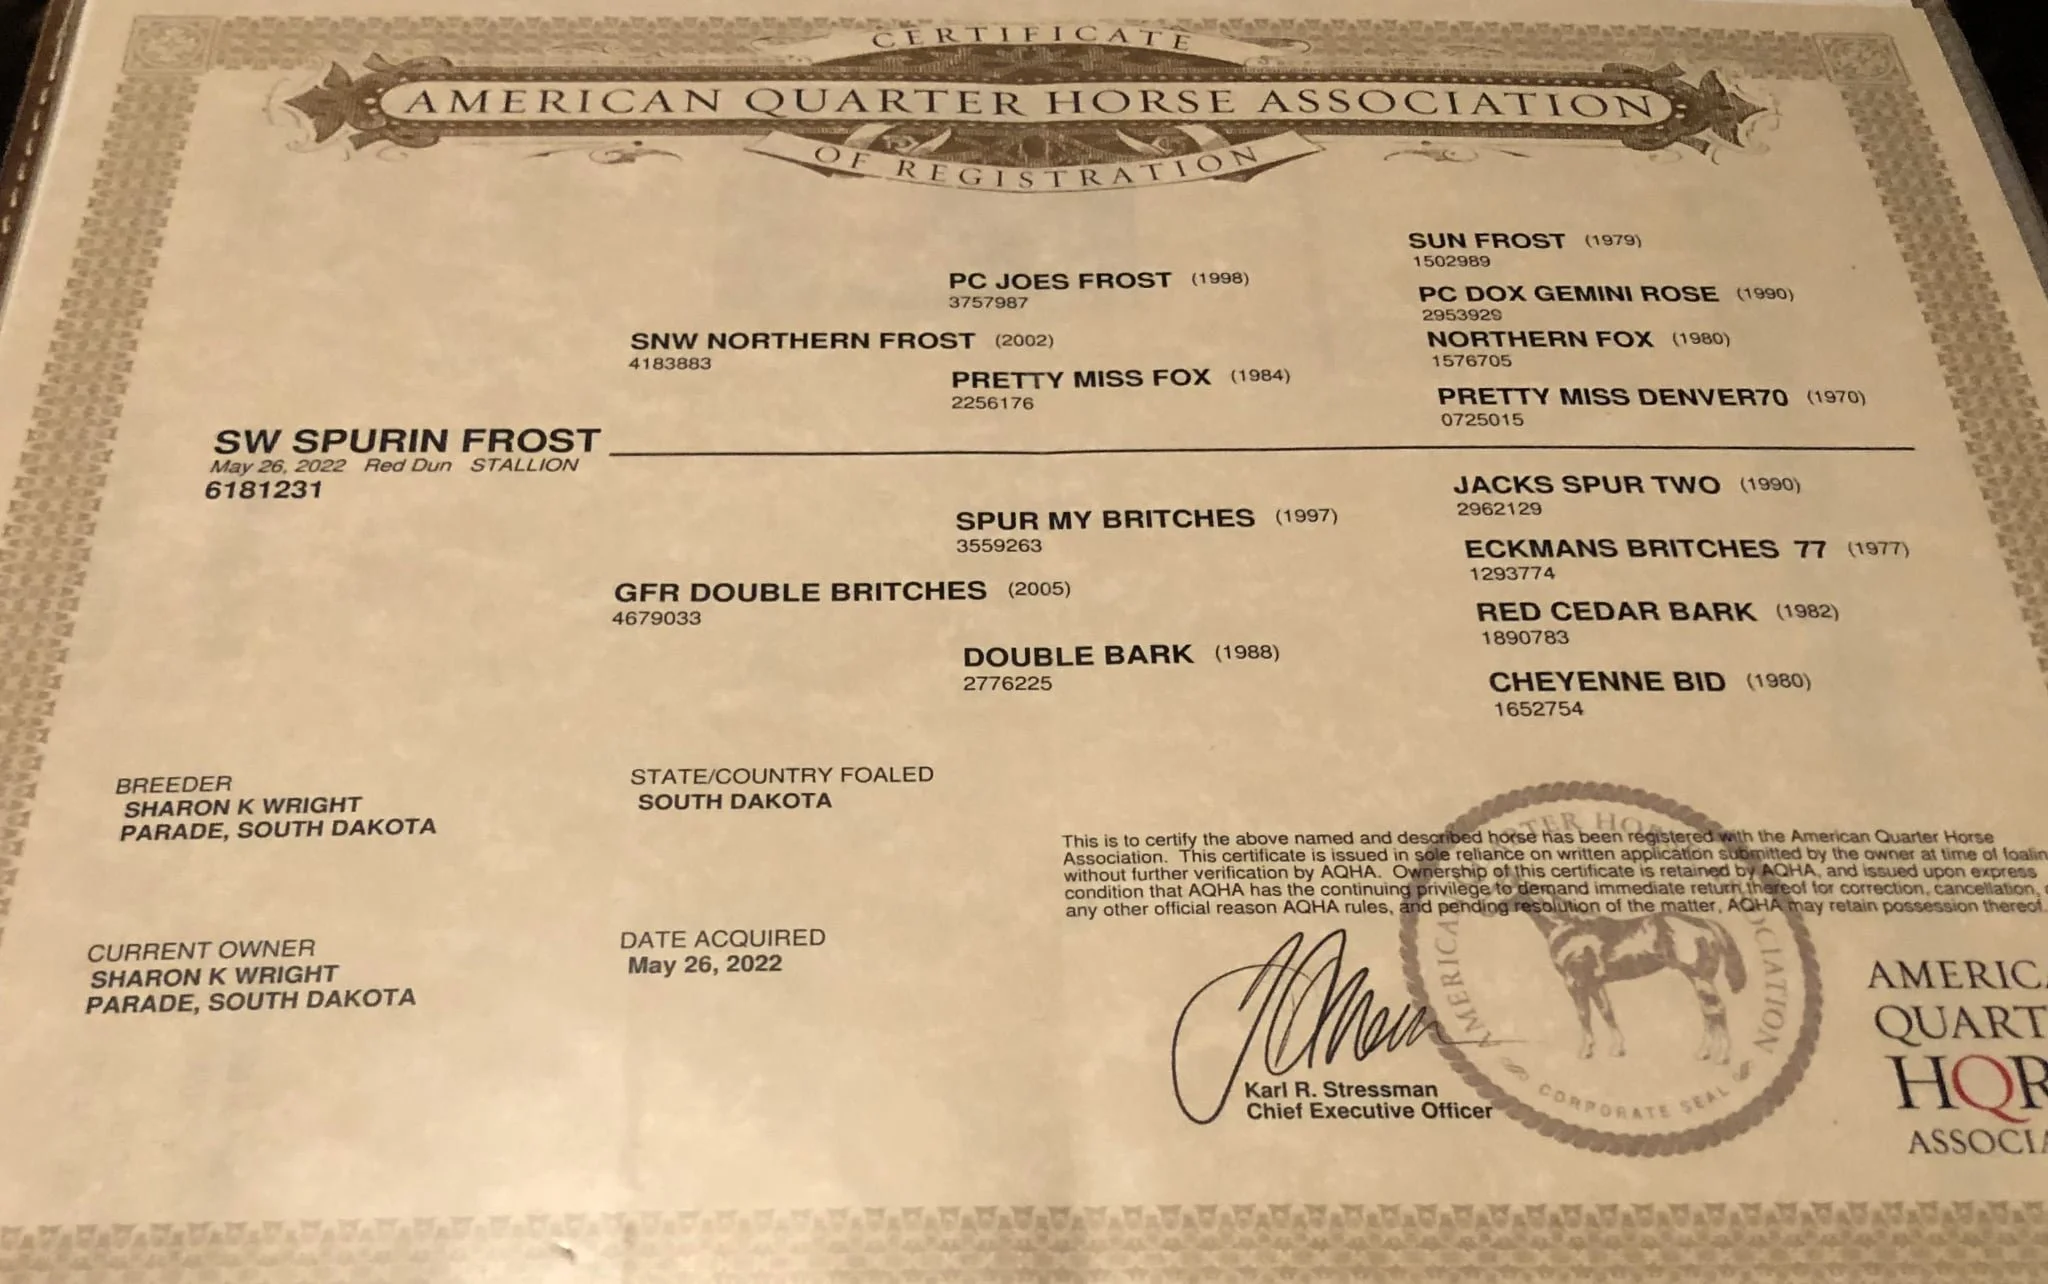 CERTIFICATE
AMERICAN QUARTER HORSE ASSOCIATION
OF REGISTRATION
SUN FROST (1979)
1502989
PC JOES FROST (1998)
3757987
PC DOX GEMINI ROSE (1990)
2953929
SNW NORTHERN FROST (2002)
4183883
NORTHERN FOX (1980)
1576705
PRETTY MISS FOX (1984)
2256176
PRETTY MISS DENVER70 (1970)
0725015
SW SPURIN FROST
May 26, 2022 Red Dun STALLION
6181231
JACKS SPUR TWO (1990)
2962129
SPUR MY BRITCHES (1997)
3559263
ECKMANS BRITCHES 77 (1977)
1293774
GFR DOUBLE BRITCHES (2005)
4679033
RED CEDAR BARK (1982)
1890783
DOUBLE BARK (1988)
2776225
CHEYENNE BID (1980)
1652754
BREEDER
SHARON K WRIGHT
PARADE, SOUTH DAKOTA
STATE/COUNTRY FOALED
SOUTH DAKOTA
This is to certify the above named and described horse has been registered with the American Quarter Horse
Association. This certificate is issued in sole reliance on written application submitted by the owner at time of foalin
without further verification by AQHA. Ownership of this certificate is retained by AQHA, and issued upon express
condition that AQHA has the continuing privilege to demand immediate return thereof for correction, cancellation,
any other official reason AQHA rules, and pending resolution of the matter, AQHA may retain possession thereof.
CURRENT OWNER
SHARON K WRIGHT
PARADE, SOUTH DAKOTA
DATE ACQUIRED
May 26, 2022
Karl R. Stressman
Chief Executive Officer
AMERICAN QUARTER HORSE ASSOCIATION
CORPORATE SEAL
AMERICA
QUART
HQR
ASSOCIA